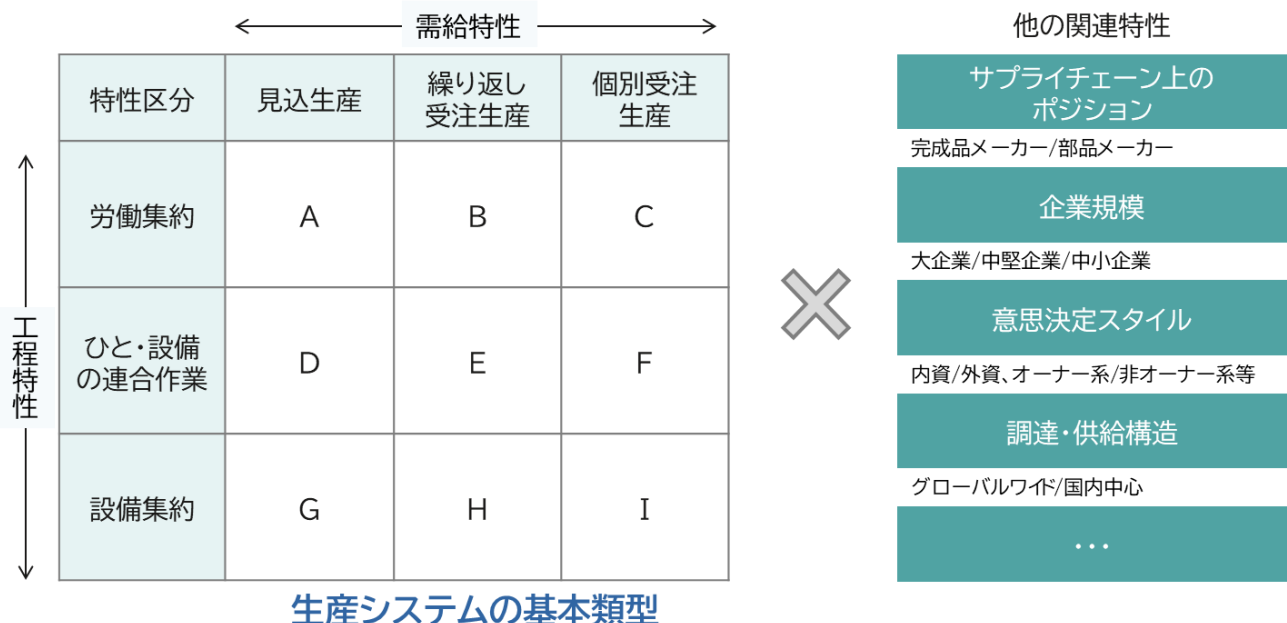 需給特性
他の関連特性
特性区分
見込生産
繰り返し
受注生産
個別受注
生産
工程特性
労働集約
A
B
C
ひと・設備
の連合作業
D
E
F
設備集約
G
H
I
生産システムの基本類型
サプライチェーン上の
ポジション
完成品メーカー/部品メーカー
企業規模
大企業/中堅企業/中小企業
意思決定スタイル
内資/外資、オーナー系/非オーナー系等
調達・供給構造
グローバルワイド/国内中心
・・・